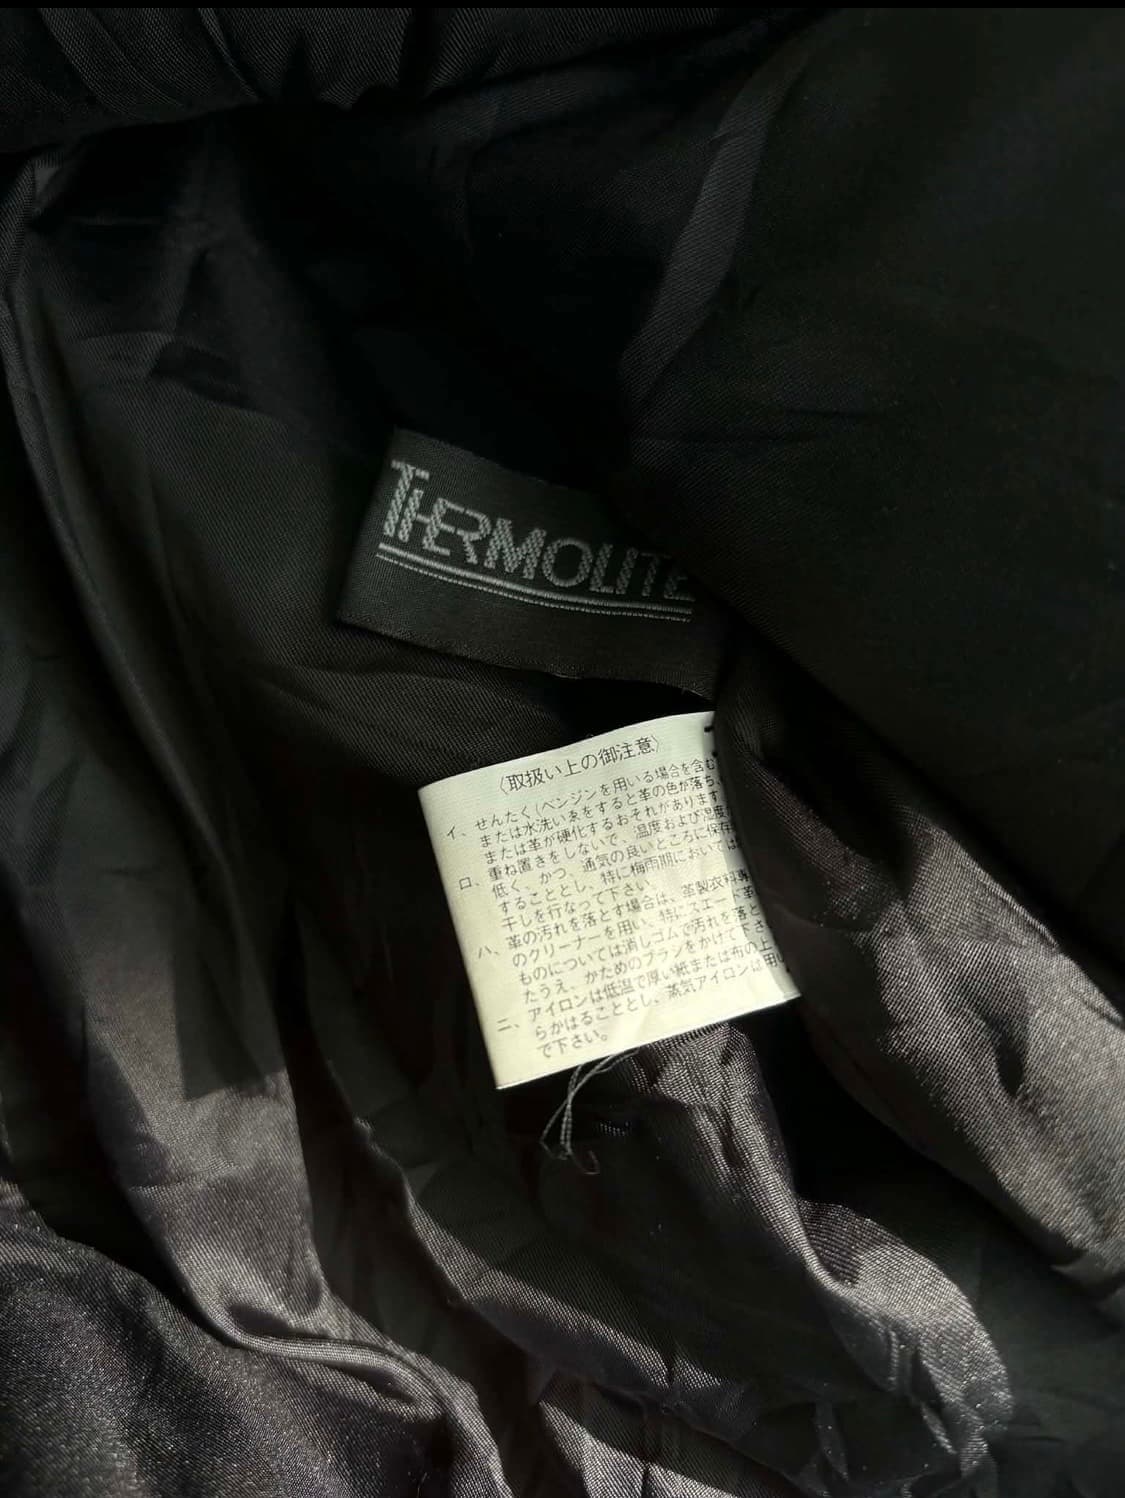 THERMOLITE
〈取扱い上の御注意〉
イ、せんたく(ベンジンを用いる場合を含む
または水洗いゑをすると革の色が落ち、
または革が硬化するおそれがあります
ロ、重ね置きをしないで、温度および湿度
低く、かつ、通気の良いところに保存
することとし、特に梅雨期においては
干しを行なって下さい。
ハ、革の汚れを落とす場合は、革製衣料専
のクリーナーを用い、特にスエード革
ものについては消しゴムで汚れを落と
たうえ、かためのブラシをかけて下さ
ニ、アイロンは低温で厚い紙または布の上
らかけることとし、蒸気アイロンは用い
で下さい。